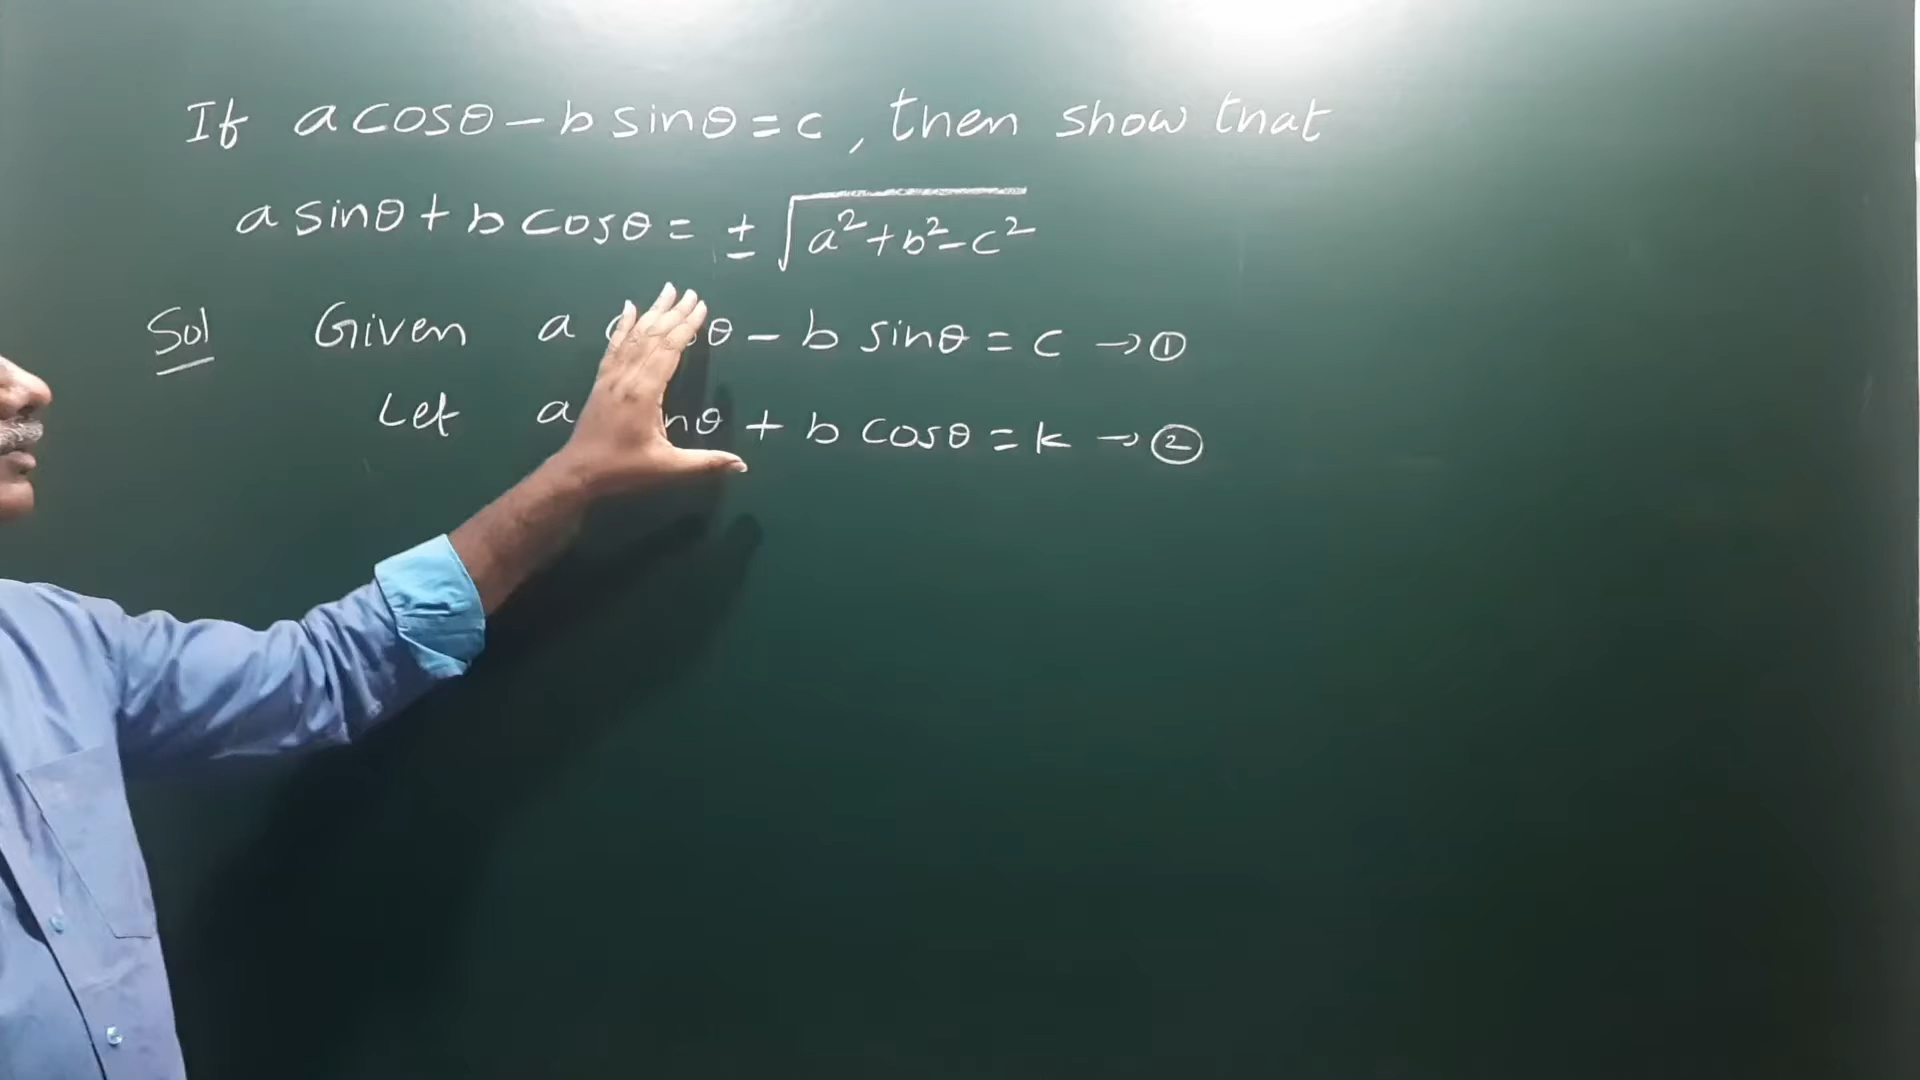 If a cosθ - b sinθ = c, then show that
a sinθ + b cosθ = ± √a²+b²-c²
Sol Given a θ - b sinθ = c → ①
Let a nθ + b cosθ = k → ②